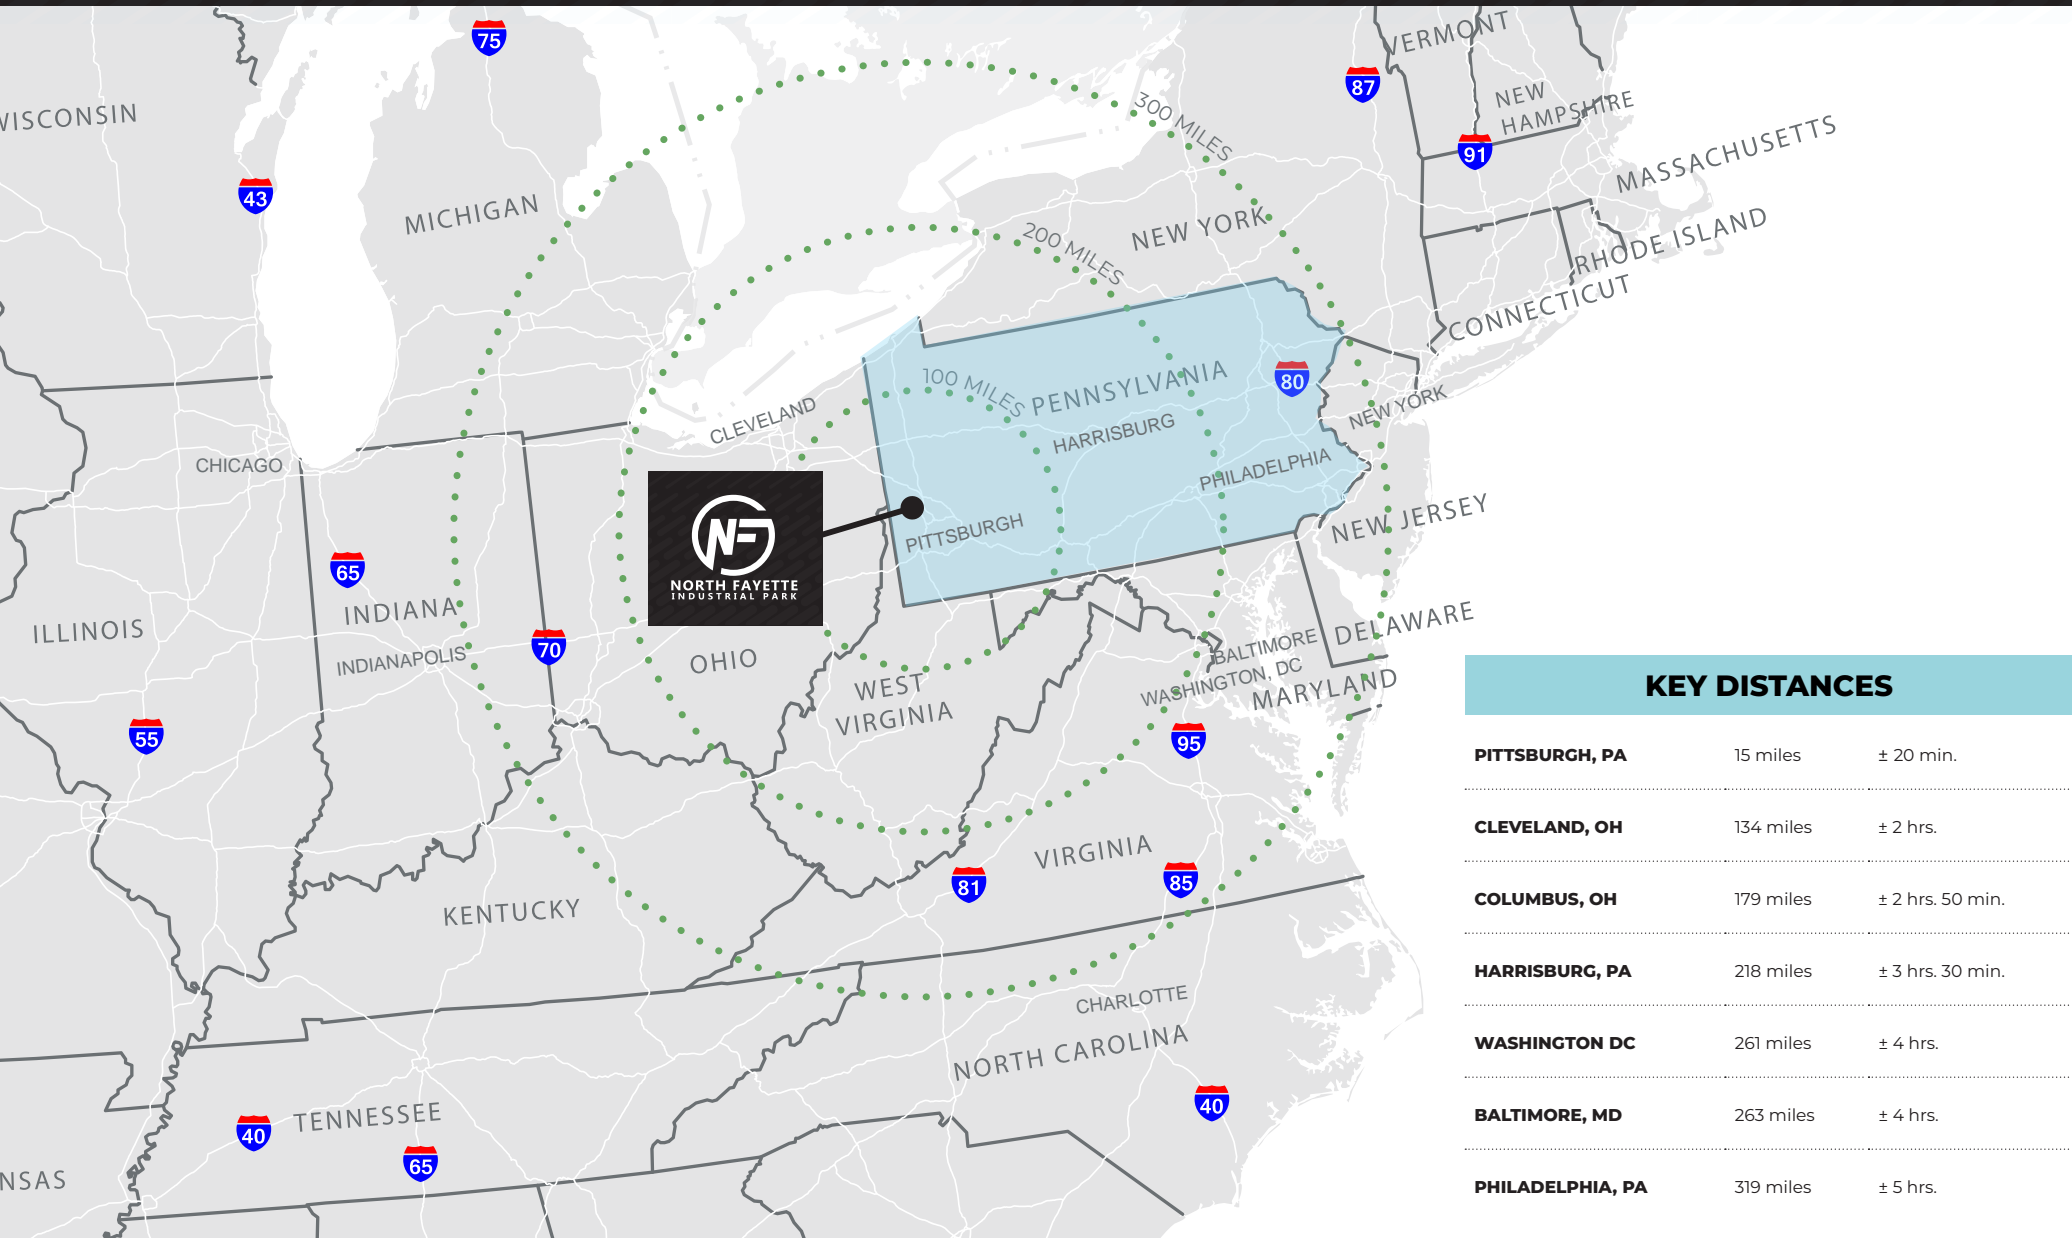 75
VERMONT
87
NEW
HAMPSHIRE
WISCONSIN
300 MILES
91
MASSACHUSETTS
43
MICHIGAN
200 MILES
NEW YORK
RHODE ISLAND
CONNECTICUT
100 MILES
PENNSYLVANIA
80
NEW YORK
CLEVELAND
HARRISBURG
CHICAGO
PHILADELPHIA
NF
NORTH FAYETTE
INDUSTRIAL PARK
PITTSBURGH
NEW JERSEY
65
INDIANA
ILLINOIS
70
INDIANAPOLIS
OHIO
DELAWARE
BALTIMORE
WASHINGTON, DC
MARYLAND
WEST
VIRGINIA
55
95
VIRGINIA
81
85
KENTUCKY
CHARLOTTE
NORTH CAROLINA
40
TENNESSEE
40
65
NSAS
KEY DISTANCES
PITTSBURGH, PA 15 miles ± 20 min.
CLEVELAND, OH 134 miles ± 2 hrs.
COLUMBUS, OH 179 miles ± 2 hrs. 50 min.
HARRISBURG, PA 218 miles ± 3 hrs. 30 min.
WASHINGTON DC 261 miles ± 4 hrs.
BALTIMORE, MD 263 miles ± 4 hrs.
PHILADELPHIA, PA 319 miles ± 5 hrs.